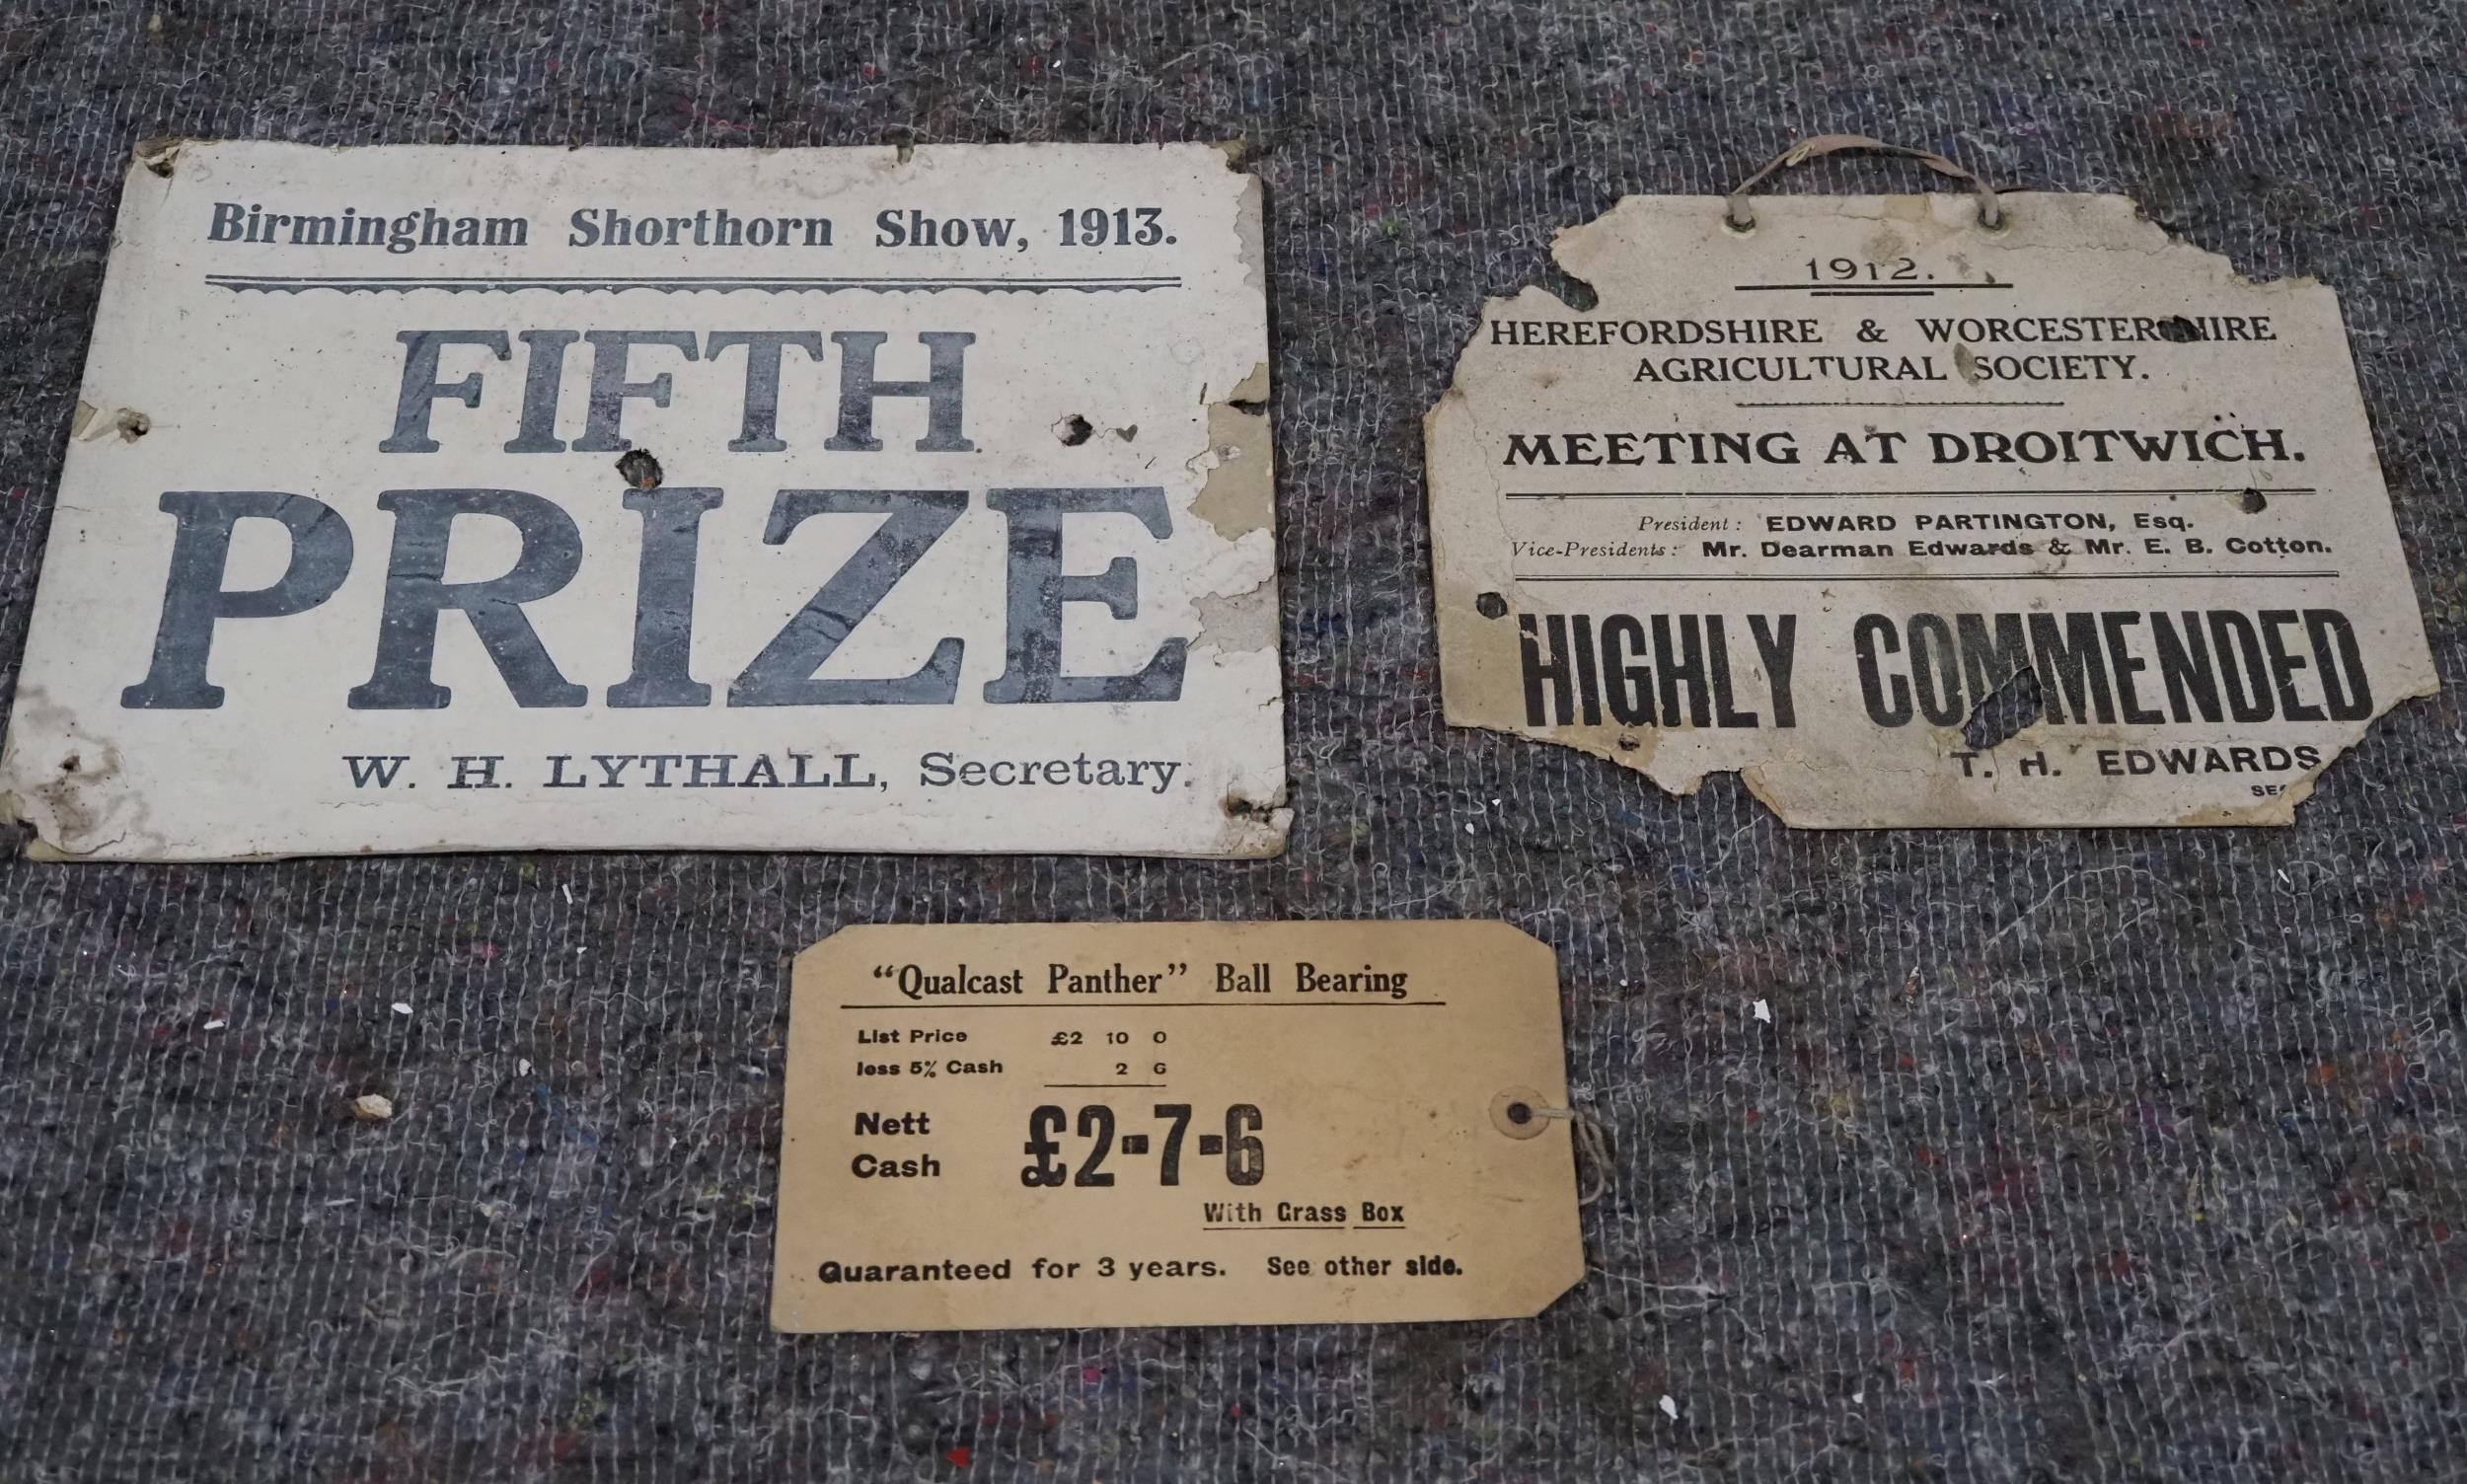 Birmingham Shorthorn Show, 1913.
FIFTH
PRIZE
W. H. LYTHALL, Secretary.
1912.
HEREFORDSHIRE & WORCESTERSHIRE
AGRICULTURAL SOCIETY.
MEETING AT DROITWICH.
President: EDWARD PARTINGTON, Esq.
Vice-Presidents: Mr. Dearman Edwards & Mr. E. B. Cotton.
HIGHLY COMMENDED
T. H. EDWARDS
"Qualcast Panther" Ball Bearing
List Price £2 10 0
less 5% Cash 2 6
Nett
Cash £2-7-6
With Grass Box
Guaranteed for 3 years. See other side.